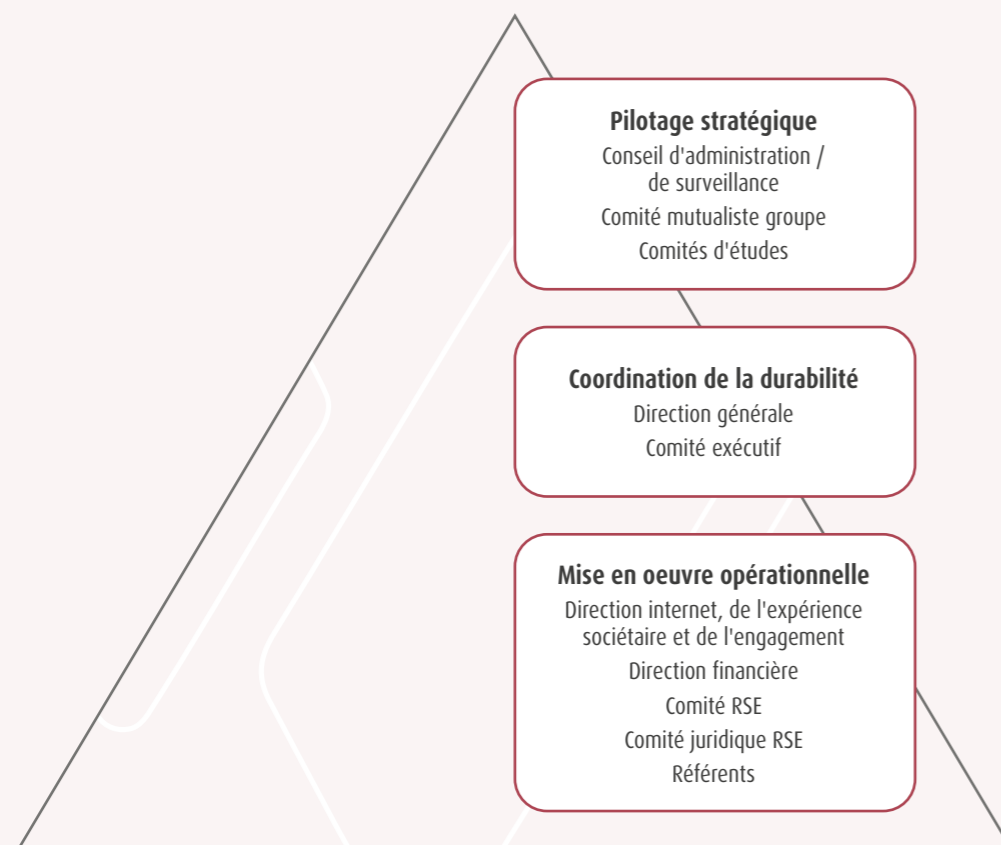 Pilotage stratégique
Conseil d'administration /
de surveillance
Comité mutualiste groupe
Comités d'études
Coordination de la durabilité
Direction générale
Comité exécutif
Mise en oeuvre opérationnelle
Direction internet, de l'expérience
sociétaire et de l'engagement
Direction financière
Comité RSE
Comité juridique RSE
Référents